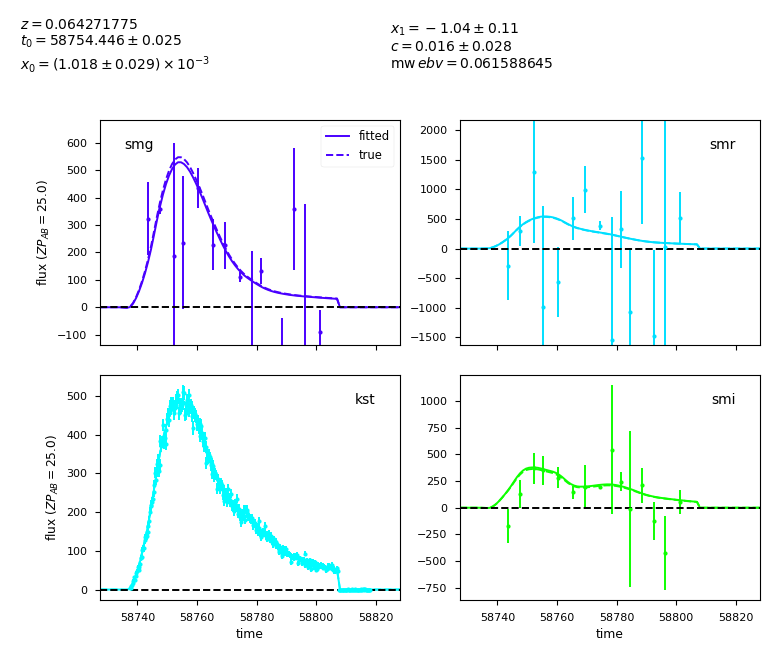 z = 0.064271775
t₀ = 58754.446 ± 0.025
x₀ = (1.018 ± 0.029) × 10⁻³
x₁ = −1.04 ± 0.11
c = 0.016 ± 0.028
mw ebv = 0.061588645
smg
fitted
true
600
500
400
300
200
100
0
−100
flux (ZP_AB = 25.0)
smr
2000
1500
1000
500
0
−500
−1000
−1500
kst
500
400
300
200
100
0
flux (ZP_AB = 25.0)
58740 58760 58780 58800 58820
time
smi
1000
750
500
250
0
−250
−500
−750
58740 58760 58780 58800 58820
time